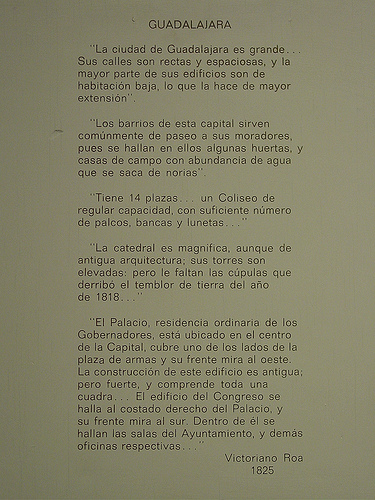 GUADALAJARA
"La ciudad de Guadalajara es grande...
Sus calles son rectas y espaciosas, y la
mayor parte de sus edificios son de
habitación baja, lo que la hace de mayor
extensión".
"Los barrios de esta capital sirven
comúnmente de paseo a sus moradores,
pues se hallan en ellos algunas huertas, y
casas de campo con abundancia de agua
que se saca de norias".
"Tiene 14 plazas... un Coliseo de
regular capacidad, con suficiente número
de palcos, bancas y lunetas..."
"La catedral es magnifica, aunque de
antigua arquitectura; sus torres son
elevadas: pero le faltan las cúpulas que
derribó el temblor de tierra del año
de 1818..."
"El Palacio, residencia ordinaria de los
Gobernadores, está ubicado en el centro
de la Capital, cubre uno de los lados de la
plaza de armas y su frente mira al oeste.
La construcción de este edificio es antigua;
pero fuerte, y comprende toda una
cuadra... El edificio del Congreso se
halla al costado derecho del Palacio, y
su frente mira al sur. Dentro de él se
hallan las salas del Ayuntamiento, y demás
oficinas respectivas..."
Victoriano Roa
1825